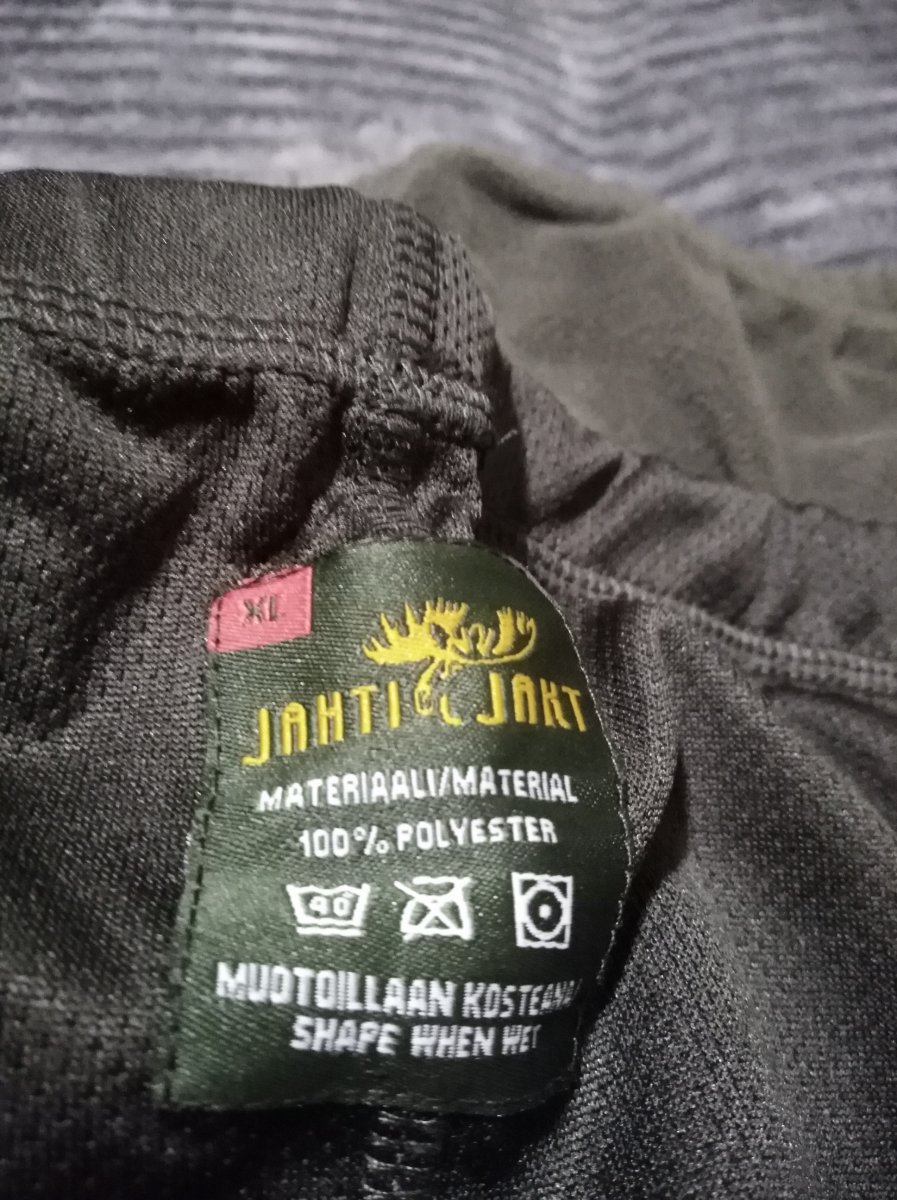 XL
JAHTI JAKT
MATERIAALI/MATERIAL
100% POLYESTER
40
MUOTOILLAAN KOSTEANA
SHAPE WHEN WET